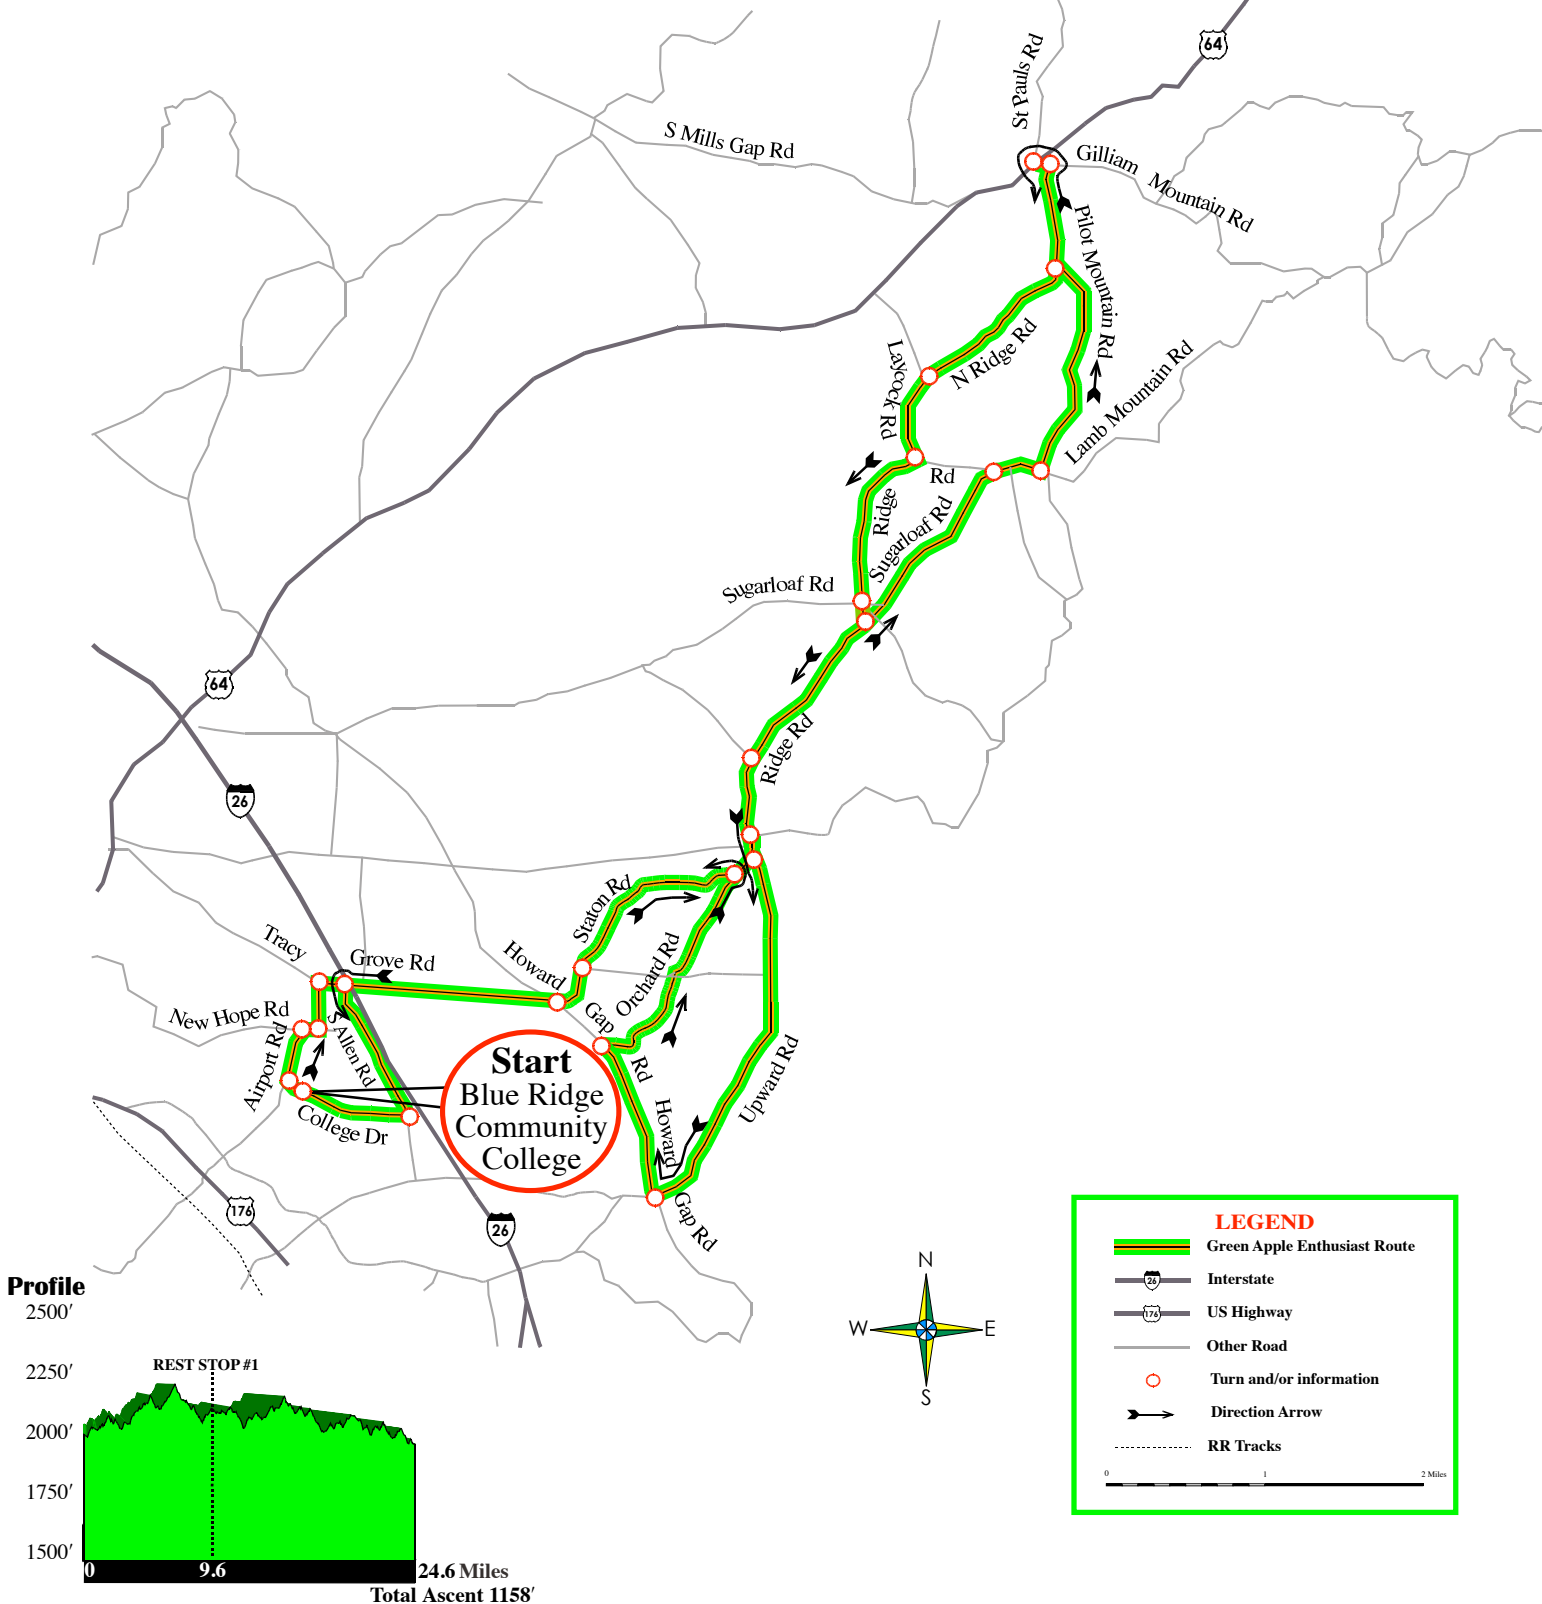 64
St Pauls Rd
S Mills Gap Rd
Gilliam Mountain Rd
Pilot Mountain Rd
N Ridge Rd
Laycock Rd
Lamb Mountain Rd
Rd
Ridge
Sugarloaf Rd
Sugarloaf Rd
64
Ridge Rd
26
Staton Rd
Tracy
Grove Rd
Howard
Gap
Rd
Orchard Rd
New Hope Rd
Airport Rd
S Allen Rd
College Dr
Upward Rd
Howard
Gap Rd
Start
Blue Ridge
Community
College
176
26
N
W
E
S
LEGEND
Green Apple Enthusiast Route
26
Interstate
176
US Highway
Other Road
Turn and/or information
Direction Arrow
RR Tracks
0 1 2 Miles
Profile
2500′
2250′
2000′
1750′
1500′
REST STOP #1
0 9.6 24.6 Miles
Total Ascent 1158′